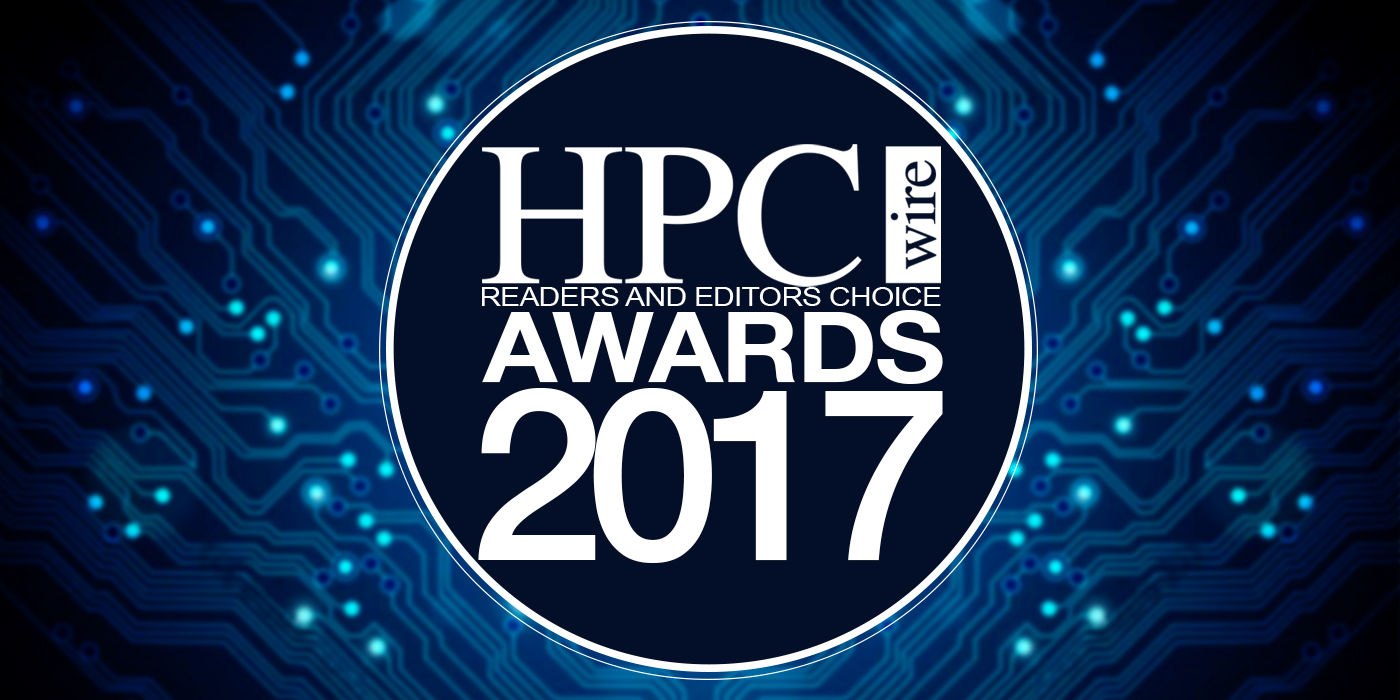 HPC wire
READERS AND EDITORS CHOICE
AWARDS
2017